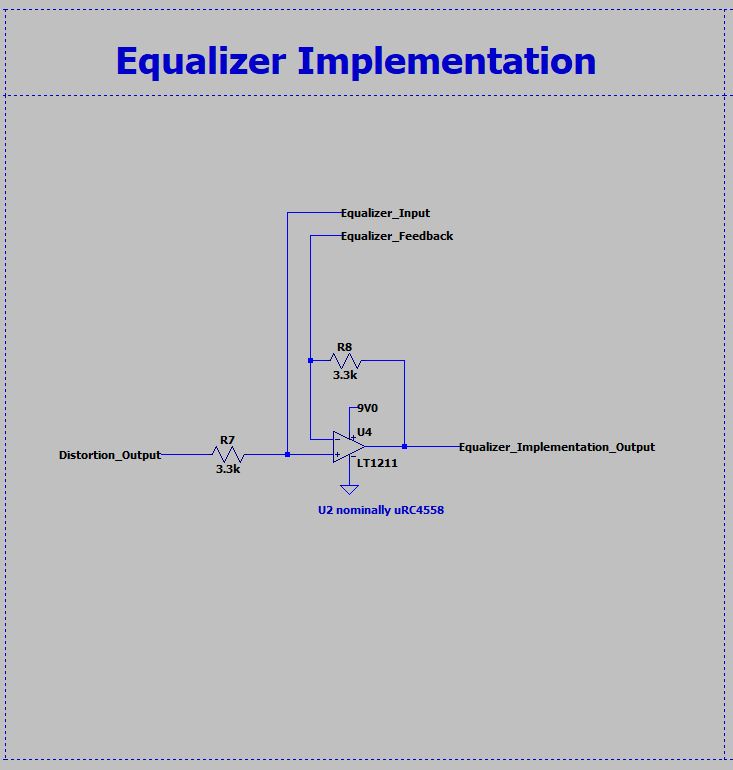 Equalizer Implementation
Equalizer_Input
Equalizer_Feedback
R8
3.3k
9V0
U4
R7
Distortion_Output
Equalizer_Implementation_Output
3.3k
LT1211
U2 nominally uRC4558